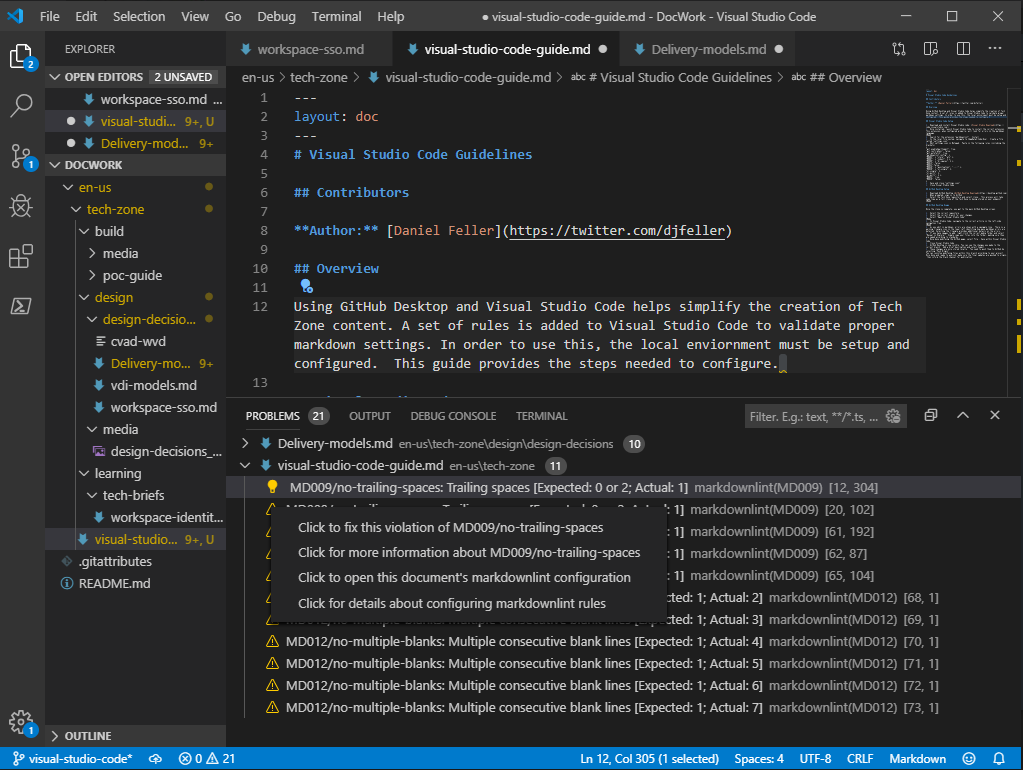 File Edit Selection View Go Debug Terminal Help ● visual-studio-code-guide.md - DocWork - Visual Studio Code
EXPLORER
workspace-sso.md visual-studio-code-guide.md ● Delivery-models.md ●
OPEN EDITORS 2 UNSAVED
workspace-sso.md ...
● visual-studi... 9+, U
● Delivery-mod... 9+
DOCWORK
en-us
tech-zone
build
media
poc-guide
design
design-decisio...
cvad-wvd
Delivery-mo... 9+
vdi-models.md
workspace-sso.md
media
design-decisions_...
learning
tech-briefs
workspace-identit...
visual-studio... 9+, U
.gitattributes
README.md
OUTLINE
2
1
1
en-us > tech-zone > visual-studio-code-guide.md > abc # Visual Studio Code Guidelines > abc ## Overview
1 ---
2 layout: doc
3 ---
4 # Visual Studio Code Guidelines
5
6 ## Contributors
7
8 **Author:** [Daniel Feller](https://twitter.com/djfeller)
9
10 ## Overview
11
12 Using GitHub Desktop and Visual Studio Code helps simplify the creation of Tech
Zone content. A set of rules is added to Visual Studio Code to validate proper
markdown settings. In order to use this, the local enviornment must be setup and
configured.  This guide provides the steps needed to configure.
13
PROBLEMS 21 OUTPUT DEBUG CONSOLE TERMINAL Filter. E.g.: text, **/*.ts, ...
Delivery-models.md en-us\tech-zone\design\design-decisions 10
visual-studio-code-guide.md en-us\tech-zone 11
MD009/no-trailing-spaces: Trailing spaces [Expected: 0 or 2; Actual: 1] markdownlint(MD009) [12, 304]
1] markdownlint(MD009) [20, 102]
Click to fix this violation of MD009/no-trailing-spaces
1] markdownlint(MD009) [61, 192]
Click for more information about MD009/no-trailing-spaces
1] markdownlint(MD009) [62, 87]
Click to open this document's markdownlint configuration
1] markdownlint(MD009) [65, 104]
Click for details about configuring markdownlint rules
cted: 1; Actual: 2] markdownlint(MD012) [68, 1]
cted: 1; Actual: 3] markdownlint(MD012) [69, 1]
MD012/no-multiple-blanks: Multiple consecutive blank lines [Expected: 1; Actual: 4] markdownlint(MD012) [70, 1]
MD012/no-multiple-blanks: Multiple consecutive blank lines [Expected: 1; Actual: 5] markdownlint(MD012) [71, 1]
MD012/no-multiple-blanks: Multiple consecutive blank lines [Expected: 1; Actual: 6] markdownlint(MD012) [72, 1]
MD012/no-multiple-blanks: Multiple consecutive blank lines [Expected: 1; Actual: 7] markdownlint(MD012) [73, 1]
visual-studio-code* 0 21 Ln 12, Col 305 (1 selected) Spaces: 4 UTF-8 CRLF Markdown